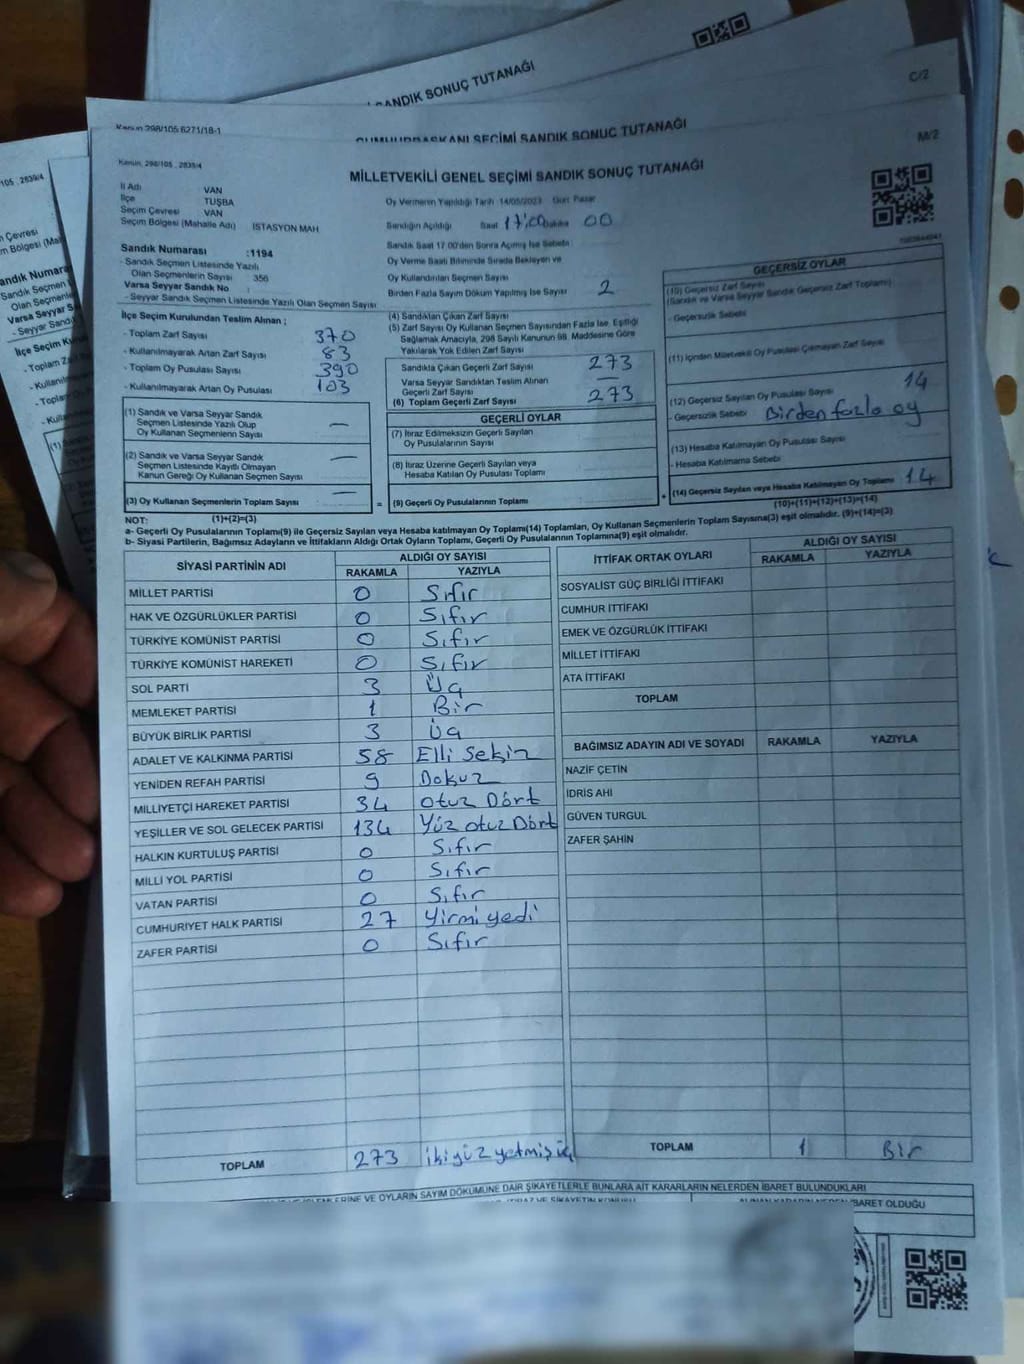 SANDIK SONUÇ TUTANAĞI
C/2
Kanun 298/105 6271/18-1
CUMHURBAŞKANI SEÇİMİ SANDIK SONUÇ TUTANAĞI
M/2
Kanun, 298/105 , 2839/4
MİLLETVEKİLİ GENEL SEÇİMİ SANDIK SONUÇ TUTANAĞI
İl Adı VAN
İlçe TUŞBA
Seçim Çevresi VAN
Seçim Bölgesi (Mahalle Adı) İSTASYON MAH
Oy Vermenin Yapıldığı Tarih 14/05/2023 Pazar
Sandığın Açıldığı Saat 17:00 Dakika 00
Sandık Numarası :1194
- Sandık Seçmen Listesinde Yazılı
Olan Seçmenlerin Sayısı : 356
Varsa Seyyar Sandık No
- Seyyar Sandık Seçmen Listesinde Yazılı Olan Seçmen Sayısı
Sandık Saat 17.00'den Sonra Açılmış İse Sebebi
Oy Verme Saati Bitiminde Sırada Bekleyen ve
Oy Kullandırılan Seçmen Sayısı
Birden Fazla Sayım Döküm Yapılmış İse Sayısı 2
İlçe Seçim Kurulundan Teslim Alınan ;
- Toplam Zarf Sayısı 370
- Kullanılmayarak Artan Zarf Sayısı 83
- Toplam Oy Pusulası Sayısı 390
- Kullanılmayarak Artan Oy Pusulası 103
(1) Sandık ve Varsa Seyyar Sandık
Seçmen Listesinde Yazılı Olup
Oy Kullanan Seçmenlerin Sayısı —
(2) Sandık ve Varsa Seyyar Sandık
Seçmen Listesinde Kayıtlı Olmayan
Kanun Gereği Oy Kullanan Seçmen Sayısı —
(3) Oy Kullanan Seçmenlerin Toplam Sayısı —
(1)+(2)=(3)
(4) Sandıktan Çıkan Zarf Sayısı
(5) Zarf Sayısı Oy Kullanan Seçmen Sayısından Fazla İse, Eşitliği
Sağlamak Amacıyla, 298 Sayılı Kanunun 98. Maddesine Göre
Yakılarak Yok Edilen Zarf Sayısı
Sandıkta Çıkan Geçerli Zarf Sayısı 273
Varsa Seyyar Sandıktan Teslim Alınan
Geçerli Zarf Sayısı —
(6) Toplam Geçerli Zarf Sayısı 273
GEÇERLİ OYLAR
(7) İtiraz Edilmeksizin Geçerli Sayılan
Oy Pusulalarının Sayısı
(8) İtiraz Üzerine Geçerli Sayılan veya
Hesaba Katılan Oy Pusulası Toplamı
= (9) Geçerli Oy Pusulalarının Toplamı
GEÇERSİZ OYLAR
(10) Geçersiz Zarf Sayısı
(Sandık ve Varsa Seyyar Sandık Geçersiz Zarf Toplamı)
- Geçersizlik Sebebi
(11) İçinden Milletvekili Oy Pusulası Çıkmayan Zarf Sayısı
(12) Geçersiz Sayılan Oy Pusulası Sayısı 14
- Geçersizlik Sebebi Birden fazla oy
(13) Hesaba Katılmayan Oy Pusulası Sayısı
- Hesaba Katılmama Sebebi
+ (14) Geçersiz Sayılan veya Hesaba Katılmayan Oy Toplamı 14
(10)+(11)+(12)+(13)=(14)
NOT:
a- Geçerli Oy Pusulalarının Toplamı(9) ile Geçersiz Sayılan veya Hesaba katılmayan Oy Toplamı(14) Toplamları, Oy Kullanan Seçmenlerin Toplam Sayısına(3) eşit olmalıdır. (9)+(14)=(3)
b- Siyasi Partilerin, Bağımsız Adayların ve İttifakların Aldığı Ortak Oyların Toplamı, Geçerli Oy Pusulalarının Toplamına(9) eşit olmalıdır.
SİYASİ PARTİNİN ADI ALDIĞI OY SAYISI
RAKAMLA YAZIYLA
MİLLET PARTİSİ 0 Sıfır
HAK VE ÖZGÜRLÜKLER PARTİSİ 0 Sıfır
TÜRKİYE KOMÜNİST PARTİSİ 0 Sıfır
TÜRKİYE KOMÜNİST HAREKETİ 0 Sıfır
SOL PARTİ 3 Üç
MEMLEKET PARTİSİ 1 Bir
BÜYÜK BİRLİK PARTİSİ 3 Üç
ADALET VE KALKINMA PARTİSİ 58 Elli Sekiz
YENİDEN REFAH PARTİSİ 9 Dokuz
MİLLİYETÇİ HAREKET PARTİSİ 34 Otuz Dört
YEŞİLLER VE SOL GELECEK PARTİSİ 134 Yüz Otuz Dört
HALKIN KURTULUŞ PARTİSİ 0 Sıfır
MİLLİ YOL PARTİSİ 0 Sıfır
VATAN PARTİSİ 0 Sıfır
CUMHURİYET HALK PARTİSİ 27 Yirmi yedi
ZAFER PARTİSİ 0 Sıfır
TOPLAM 273 ikiyüz yetmiş üç
İTTİFAK ORTAK OYLARI ALDIĞI OY SAYISI
RAKAMLA YAZIYLA
SOSYALİST GÜÇ BİRLİĞİ İTTİFAKI
CUMHUR İTTİFAKI
EMEK VE ÖZGÜRLÜK İTTİFAKI
MİLLET İTTİFAKI
ATA İTTİFAKI
TOPLAM
BAĞIMSIZ ADAYIN ADI VE SOYADI RAKAMLA YAZIYLA
NAZİF ÇETİN
İDRİS AHİ
GÜVEN TURGUL
ZAFER ŞAHİN
TOPLAM 1 Bir
OYLARIN SAYIM DÖKÜMÜNE DAİR ŞİKAYETLERLE BUNLARA AİT KARARLARIN NELERDEN İBARET BULUNDUKLARI
İBARET OLDUĞU